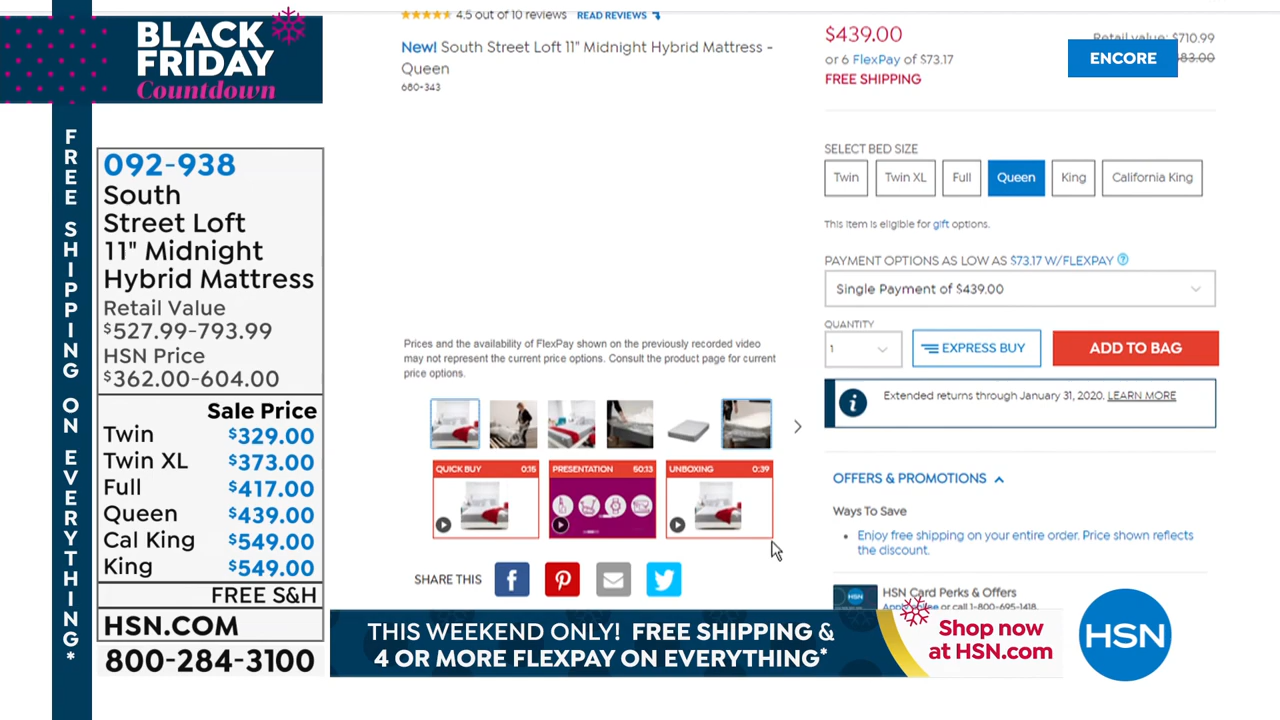 BLACK
FRIDAY
Countdown
FREE SHIPPING ON EVERYTHING*
092-938
South
Street Loft
11" Midnight
Hybrid Mattress
Retail Value
$527.99-793.99
HSN Price
$362.00-604.00
Sale Price
Twin $329.00
Twin XL $373.00
Full $417.00
Queen $439.00
Cal King $549.00
King $549.00
FREE S&H
HSN.COM
800-284-3100
4.5 out of 10 reviews READ REVIEWS
New! South Street Loft 11" Midnight Hybrid Mattress -
Queen
680-343
Prices and the availability of FlexPay shown on the previously recorded video
may not represent the current price options. Consult the product page for current
price options.
QUICK BUY 0:15
PRESENTATION 50:13
UNBOXING 0:39
SHARE THIS
$439.00
Retail value: $710.99
83.00
ENCORE
or 6 FlexPay of $73.17
FREE SHIPPING
SELECT BED SIZE
Twin Twin XL Full Queen King California King
This item is eligible for gift options.
PAYMENT OPTIONS AS LOW AS $73.17 W/FLEXPAY ?
Single Payment of $439.00
QUANTITY
1
EXPRESS BUY
ADD TO BAG
Extended returns through January 31, 2020. LEARN MORE
OFFERS & PROMOTIONS
Ways To Save
Enjoy free shipping on your entire order. Price shown reflects
the discount.
HSN
HSN Card Perks & Offers
or call 1-800-695-1418.
THIS WEEKEND ONLY! FREE SHIPPING &
4 OR MORE FLEXPAY ON EVERYTHING*
Shop now
at HSN.com
HSN